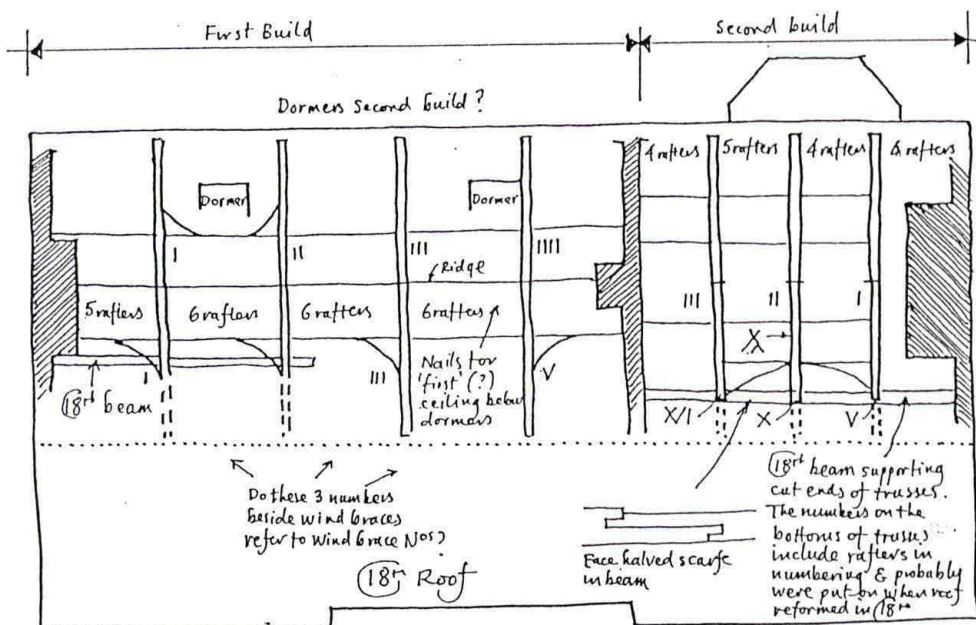 First Build
Second build
Dormers second build?
4 rafters
5 rafters
4 rafters
6 rafters
Dormer
Dormer
I
II
III
IIII
Ridge
III
II
I
5 rafters
6 rafters
6 rafters
6 rafters
X
Nails for
'first' (?)
ceiling below
dormers
I
III
V
18th beam
X/I
X
V
Do these 3 numbers
beside wind braces
refer to wind brace Nos?
18th Roof
Face halved scarfe
in beam
18th beam supporting
cut ends of trusses.
The numbers on the
bottoms of trusses
include rafters in
numbering & probably
were put on when roof
reformed in 18th